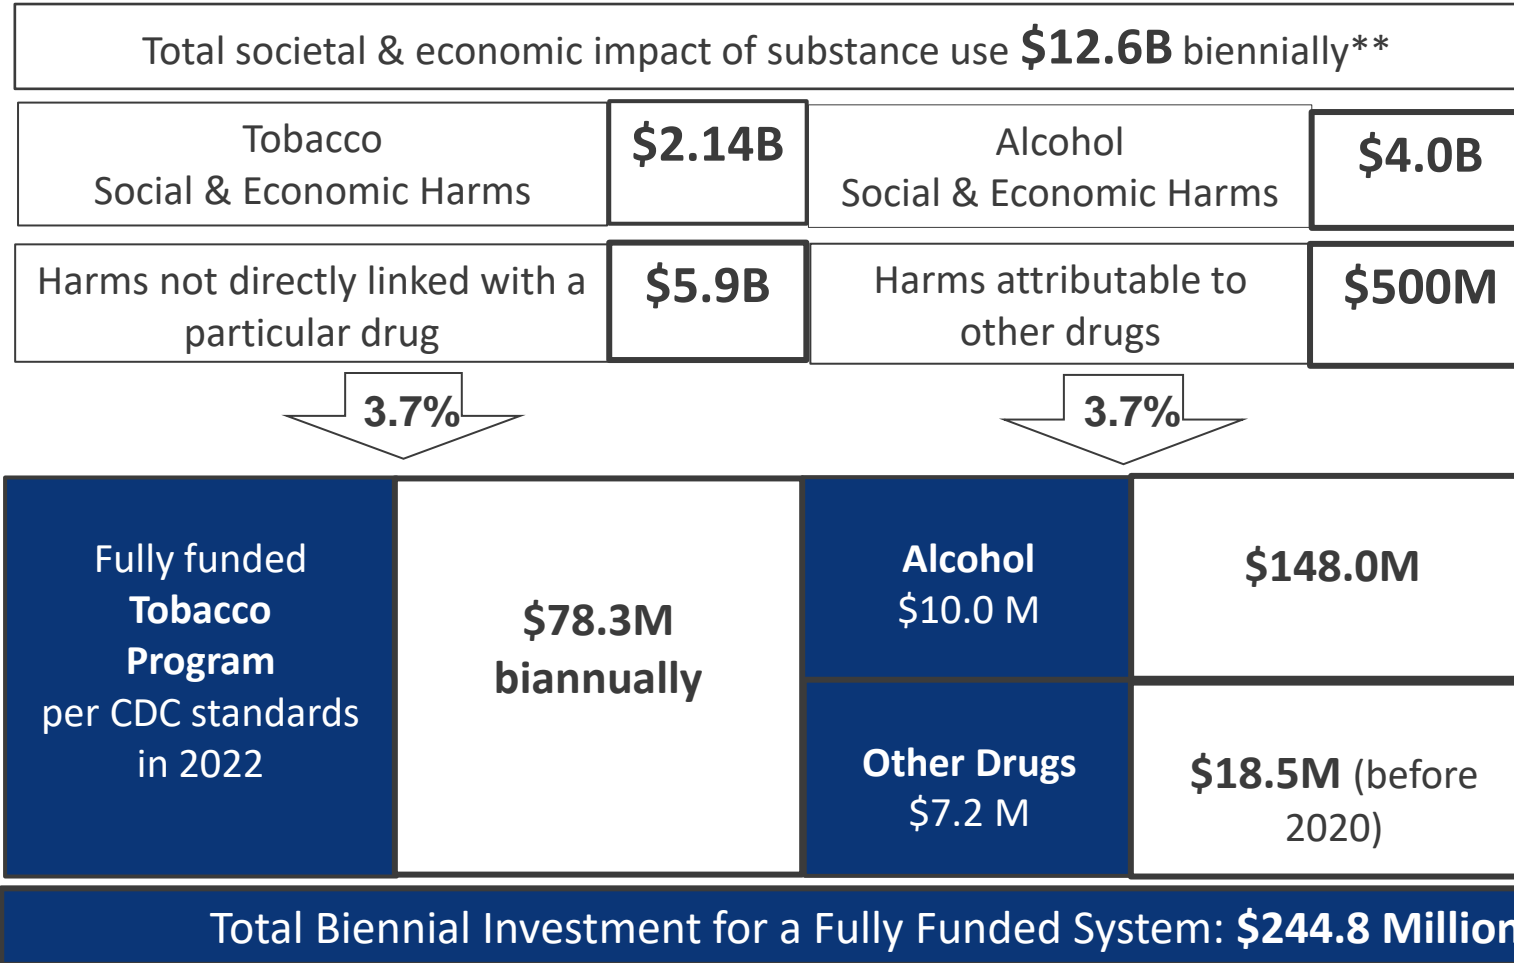 Total societal & economic impact of substance use $12.6B biennially**
Tobacco
Social & Economic Harms
$2.14B
Alcohol
Social & Economic Harms
$4.0B
Harms not directly linked with a
particular drug
$5.9B
Harms attributable to
other drugs
$500M
3.7%
3.7%
Fully funded
Tobacco
Program
per CDC standards
in 2022
$78.3M
biannually
Alcohol
$10.0 M
$148.0M
Other Drugs
$7.2 M
$18.5M (before
2020)
Total Biennial Investment for a Fully Funded System: $244.8 Million